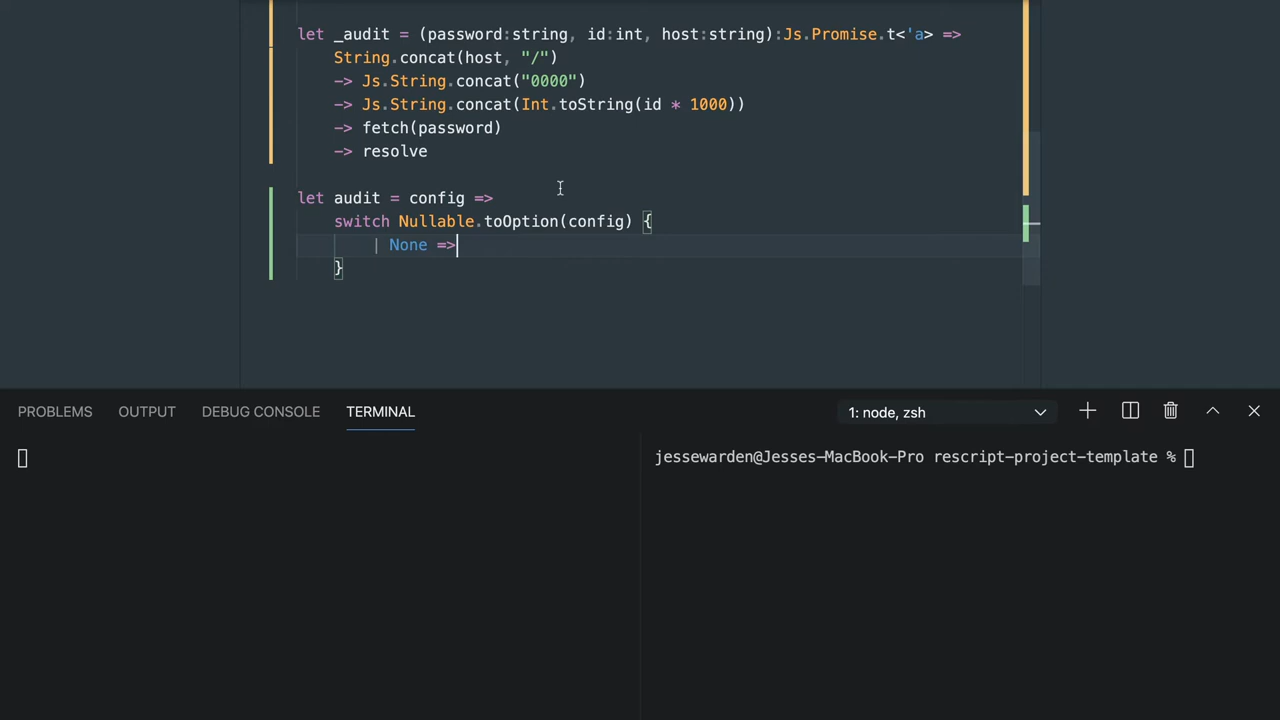 let _audit = (password:string, id:int, host:string):Js.Promise.t<'a> =>
String.concat(host, "/")
-> Js.String.concat("0000")
-> Js.String.concat(Int.toString(id * 1000))
-> fetch(password)
-> resolve
let audit = config =>
switch Nullable.toOption(config) {
| None =>
}
PROBLEMS OUTPUT DEBUG CONSOLE TERMINAL 1: node, zsh
jessewarden@Jesses-MacBook-Pro rescript-project-template %